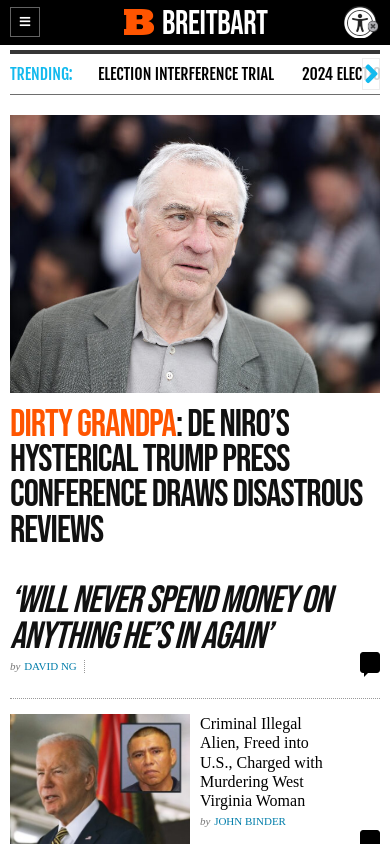 BREITBART
TRENDING: ELECTION INTERFERENCE TRIAL 2024 ELEC
DIRTY GRANDPA: DE NIRO’S
HYSTERICAL TRUMP PRESS
CONFERENCE DRAWS DISASTROUS
REVIEWS
‘WILL NEVER SPEND MONEY ON
ANYTHING HE’S IN AGAIN’
by DAVID NG
Criminal Illegal
Alien, Freed into
U.S., Charged with
Murdering West
Virginia Woman
by JOHN BINDER